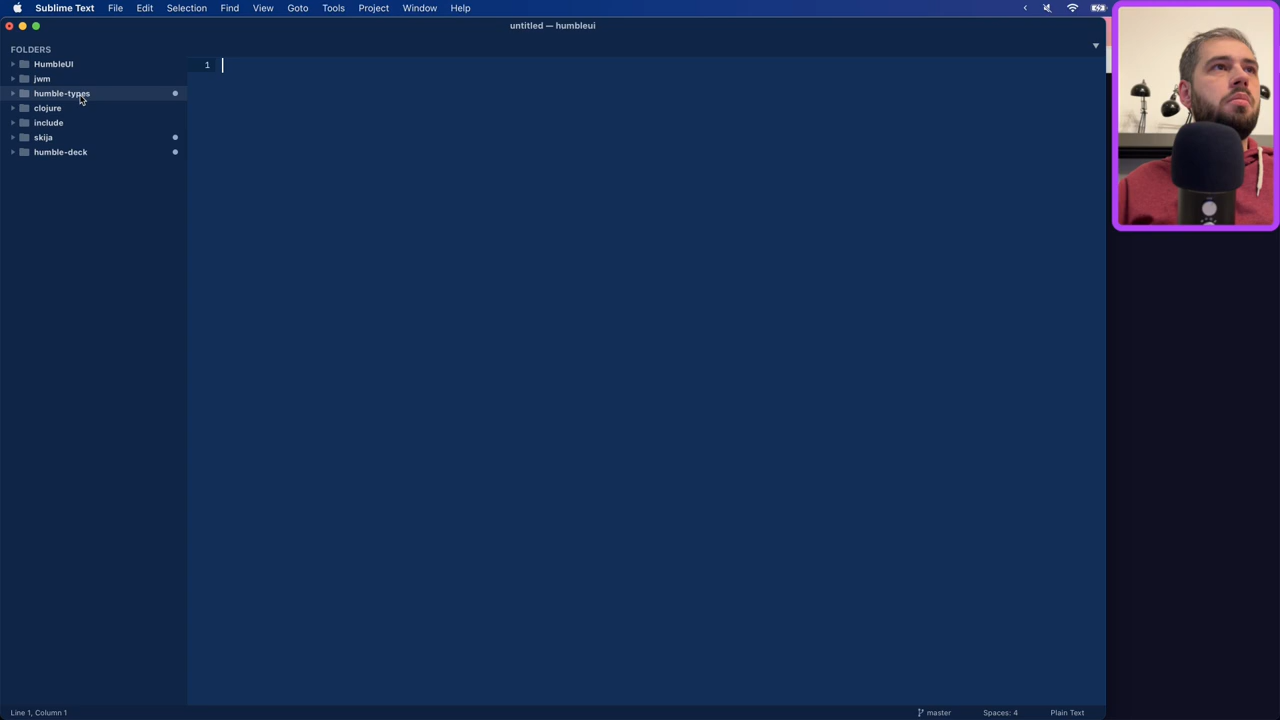 Sublime Text File Edit Selection Find View Goto Tools Project Window Help
untitled — humbleui
FOLDERS
HumbleUI
jwm
humble-types
clojure
include
skija
humble-deck
1
Line 1, Column 1
master
Spaces: 4
Plain Text